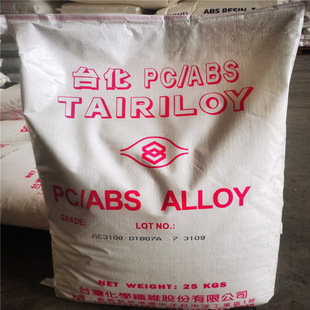 ABS RESIN
台化 PC/ABS
TAIRILOY
PC/ABS ALLOY
GRADE: LOT NO.:
AC3100 D1807A 7 3109
NET WEIGHT: 25 KGS
台灣化學纖維股份有限公司